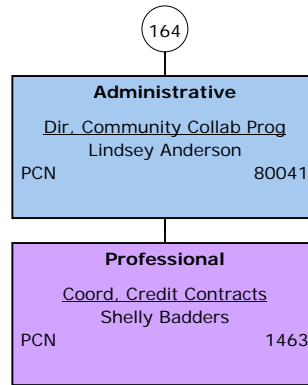 164
Administrative
Dir, Community Collab Prog
Lindsey Anderson
PCN 80041
Professional
Coord, Credit Contracts
Shelly Badders
PCN 1463